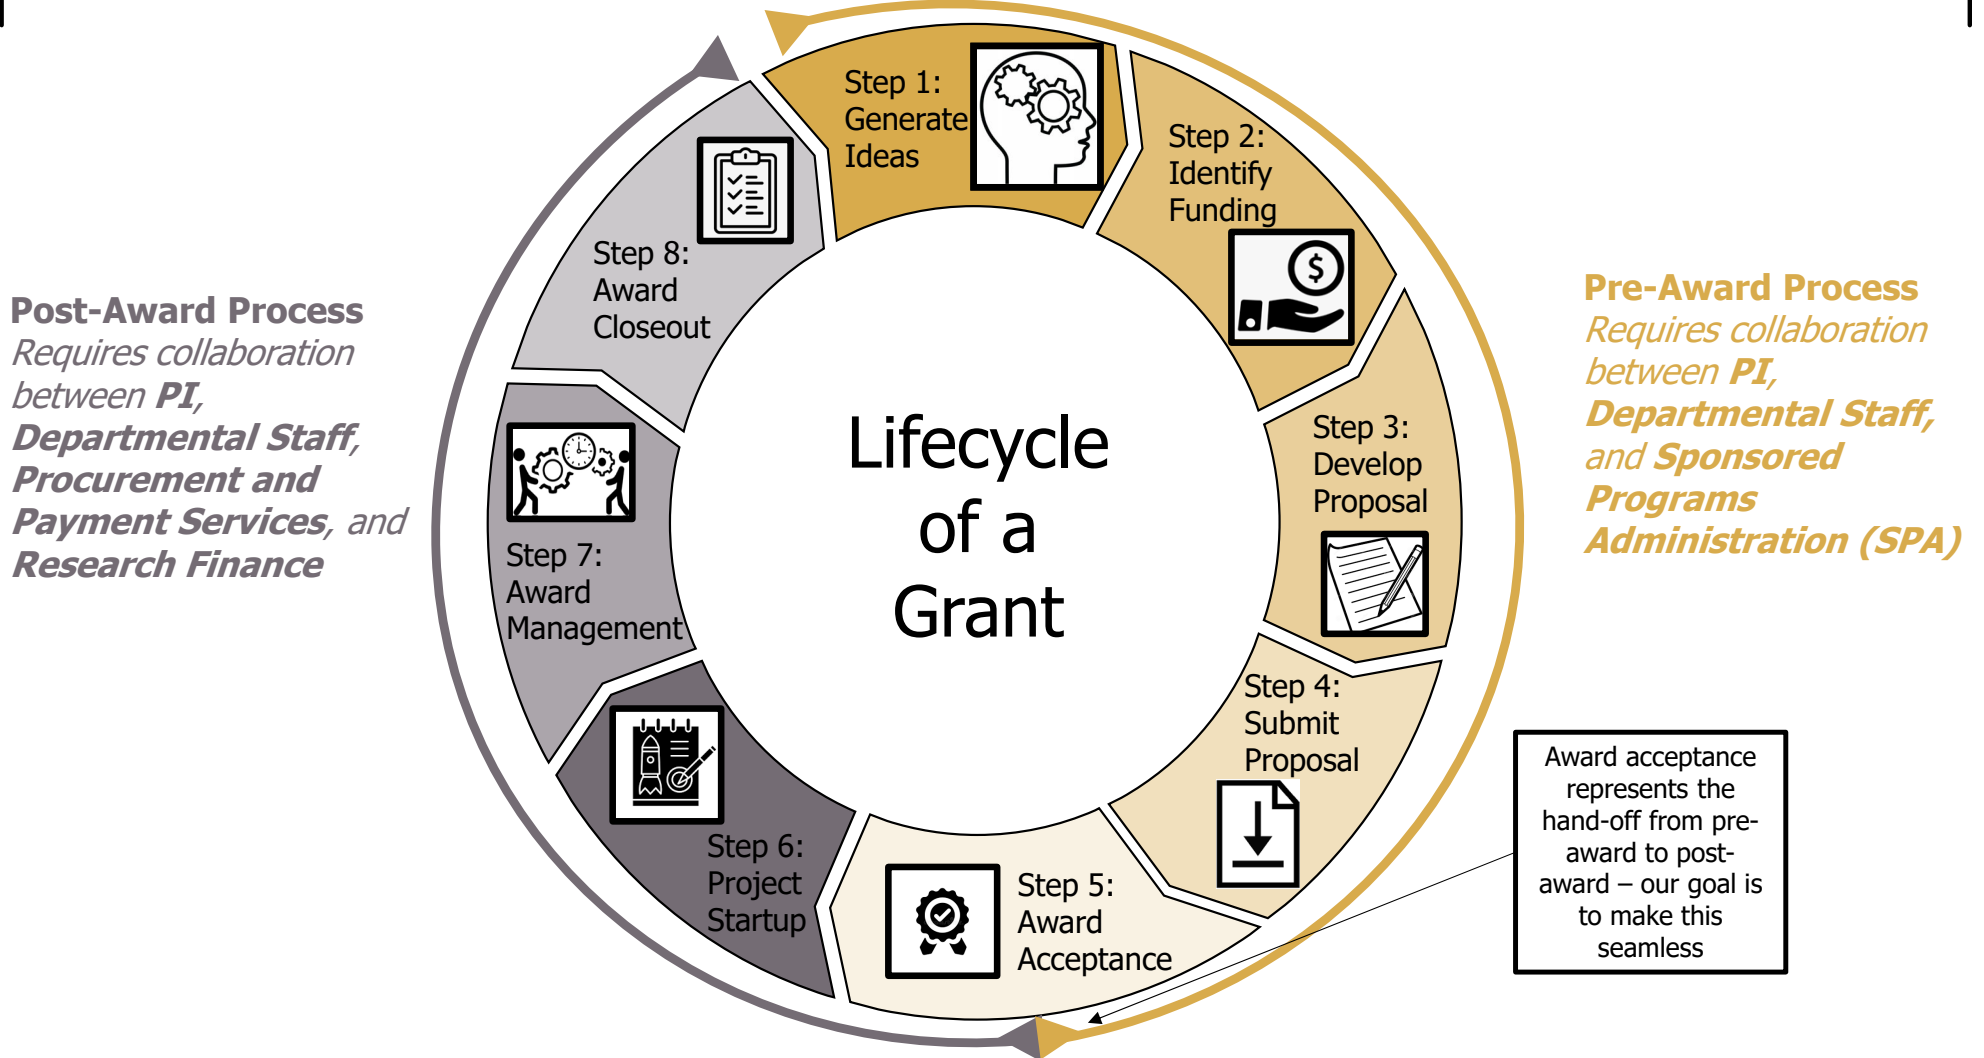 Step 1:
Generate
Ideas
Step 2:
Identify
Funding
$
Step 3:
Develop
Proposal
Step 4:
Submit
Proposal
Step 5:
Award
Acceptance
Step 6:
Project
Startup
Step 7:
Award
Management
Step 8:
Award
Closeout
Lifecycle
of a
Grant
Post-Award Process
Requires collaboration
between PI,
Departmental Staff,
Procurement and
Payment Services, and
Research Finance
Pre-Award Process
Requires collaboration
between PI,
Departmental Staff,
and Sponsored
Programs
Administration (SPA)
Award acceptance
represents the
hand-off from pre-
award to post-
award – our goal is
to make this
seamless